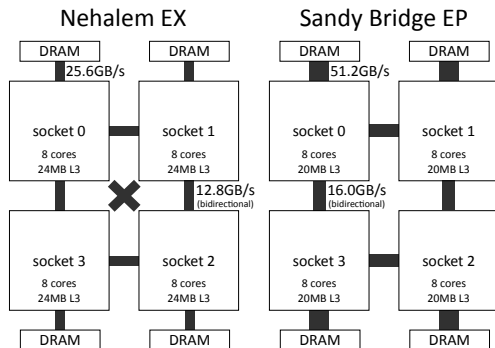 Nehalem EX
DRAM
DRAM
25.6GB/s
socket 0
8 cores
24MB L3
socket 1
8 cores
24MB L3
12.8GB/s
(bidirectional)
socket 3
8 cores
24MB L3
socket 2
8 cores
24MB L3
DRAM
DRAM
Sandy Bridge EP
DRAM
DRAM
51.2GB/s
socket 0
8 cores
20MB L3
socket 1
8 cores
20MB L3
16.0GB/s
(bidirectional)
socket 3
8 cores
20MB L3
socket 2
8 cores
20MB L3
DRAM
DRAM